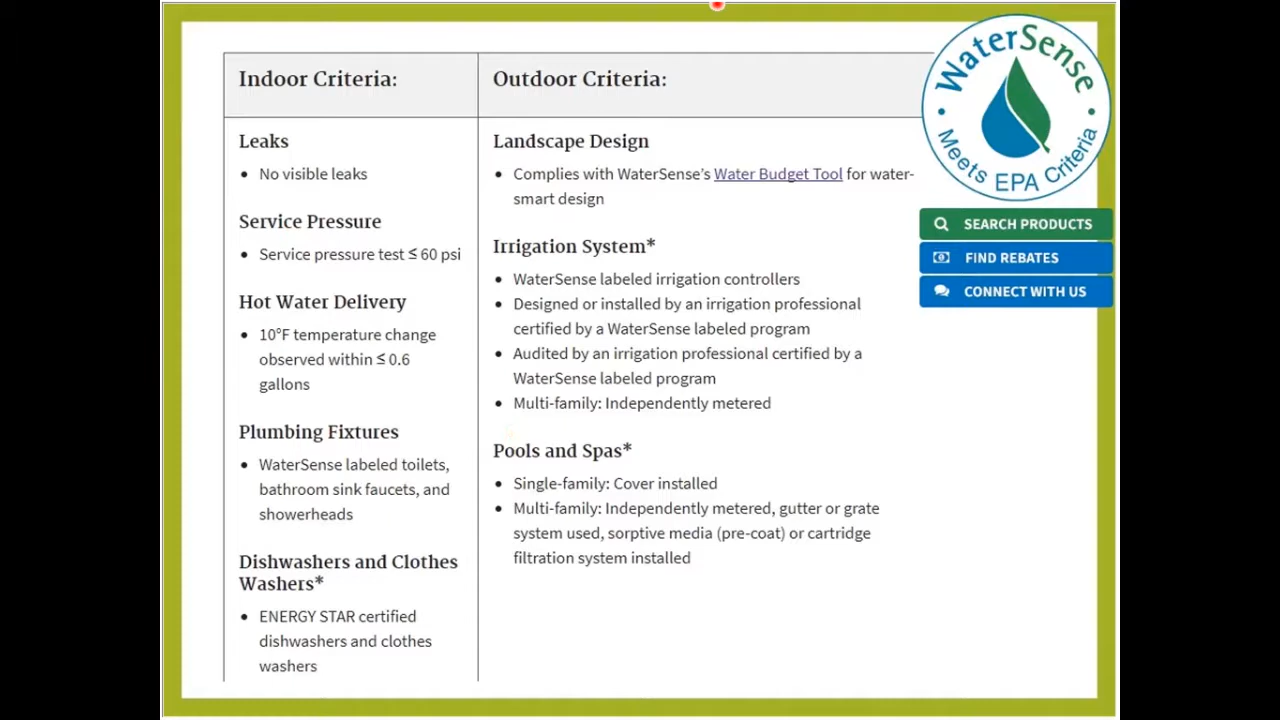 Indoor Criteria:
Leaks
• No visible leaks
Service Pressure
• Service pressure test ≤ 60 psi
Hot Water Delivery
• 10°F temperature change
observed within ≤ 0.6
gallons
Plumbing Fixtures
• WaterSense labeled toilets,
bathroom sink faucets, and
showerheads
Dishwashers and Clothes
Washers*
• ENERGY STAR certified
dishwashers and clothes
washers
Outdoor Criteria:
Landscape Design
• Complies with WaterSense’s Water Budget Tool for water-
smart design
Irrigation System*
• WaterSense labeled irrigation controllers
• Designed or installed by an irrigation professional
certified by a WaterSense labeled program
• Audited by an irrigation professional certified by a
WaterSense labeled program
• Multi-family: Independently metered
Pools and Spas*
• Single-family: Cover installed
• Multi-family: Independently metered, gutter or grate
system used, sorptive media (pre-coat) or cartridge
filtration system installed
WaterSense
• Meets EPA Criteria •
SEARCH PRODUCTS
FIND REBATES
CONNECT WITH US